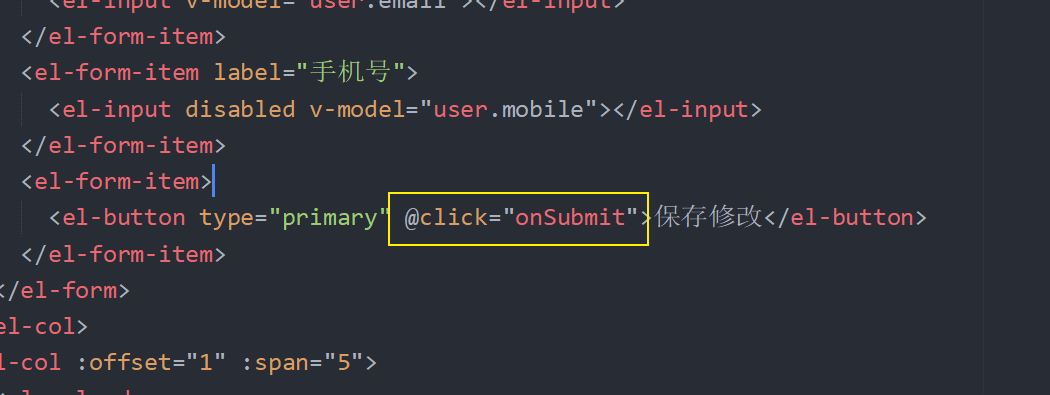 <el-input v-model="user.email"></el-input>
</el-form-item>
<el-form-item label="手机号">
<el-input disabled v-model="user.mobile"></el-input>
</el-form-item>
<el-form-item>
<el-button type="primary" @click="onSubmit">保存修改</el-button>
</el-form-item>
</el-form>
el-col>
l-col :offset="1" :span="5">